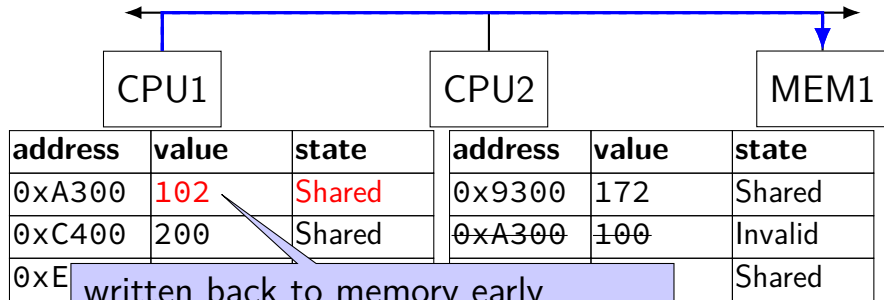 CPU1 CPU2 MEM1
address value state address value state
0xA300 102 Shared 0x9300 172 Shared
0xC400 200 Shared 0xA300 100 Invalid
0xE Shared
written back to memory early